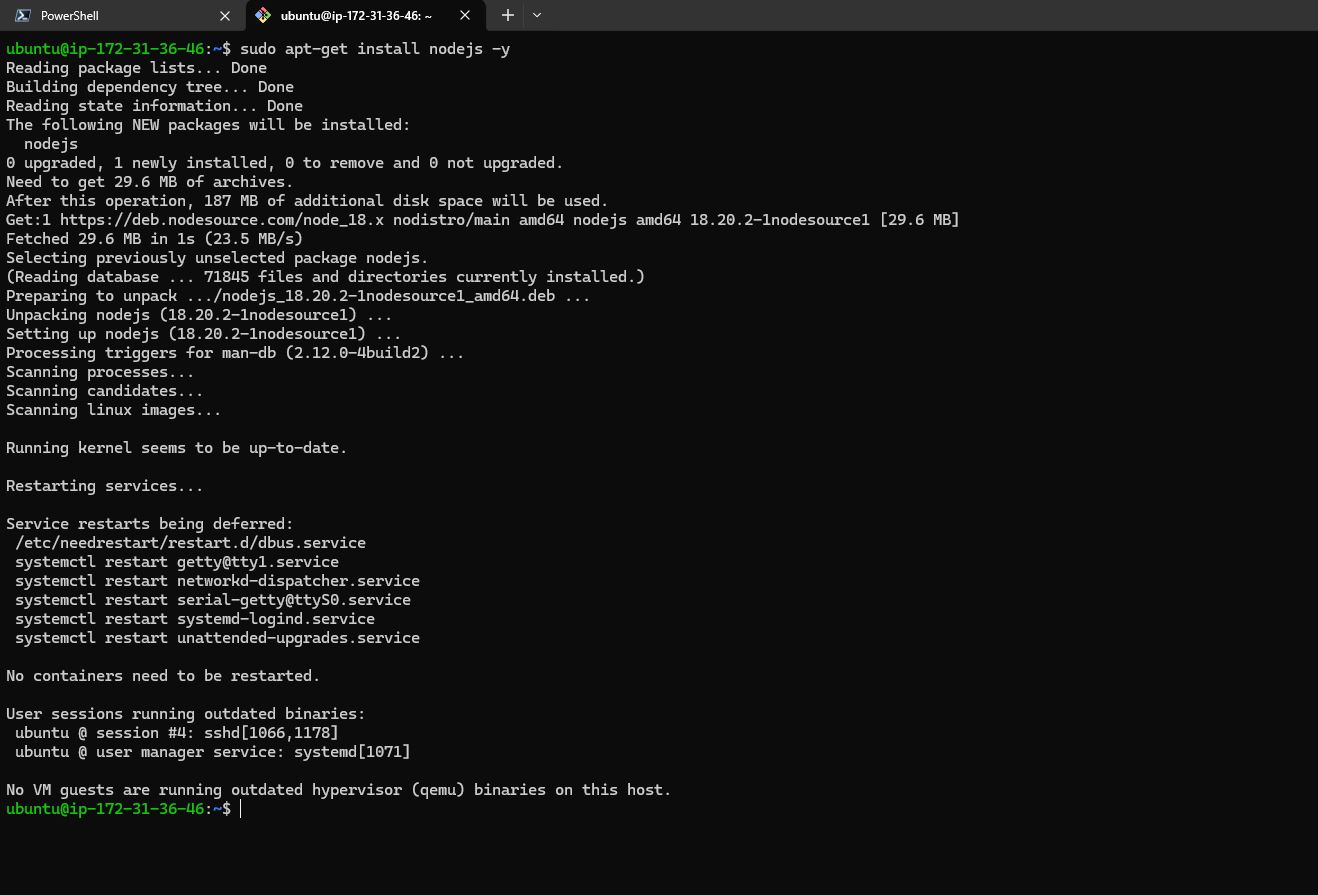 PowerShell
ubuntu@ip-172-31-36-46: ~
ubuntu@ip-172-31-36-46:~$ sudo apt-get install nodejs -y
Reading package lists... Done
Building dependency tree... Done
Reading state information... Done
The following NEW packages will be installed:
  nodejs
0 upgraded, 1 newly installed, 0 to remove and 0 not upgraded.
Need to get 29.6 MB of archives.
After this operation, 187 MB of additional disk space will be used.
Get:1 https://deb.nodesource.com/node_18.x nodistro/main amd64 nodejs amd64 18.20.2-1nodesource1 [29.6 MB]
Fetched 29.6 MB in 1s (23.5 MB/s)
Selecting previously unselected package nodejs.
(Reading database ... 71845 files and directories currently installed.)
Preparing to unpack .../nodejs_18.20.2-1nodesource1_amd64.deb ...
Unpacking nodejs (18.20.2-1nodesource1) ...
Setting up nodejs (18.20.2-1nodesource1) ...
Processing triggers for man-db (2.12.0-4build2) ...
Scanning processes...
Scanning candidates...
Scanning linux images...

Running kernel seems to be up-to-date.

Restarting services...

Service restarts being deferred:
 /etc/needrestart/restart.d/dbus.service
 systemctl restart getty@tty1.service
 systemctl restart networkd-dispatcher.service
 systemctl restart serial-getty@ttyS0.service
 systemctl restart systemd-logind.service
 systemctl restart unattended-upgrades.service

No containers need to be restarted.

User sessions running outdated binaries:
 ubuntu @ session #4: sshd[1066,1178]
 ubuntu @ user manager service: systemd[1071]

No VM guests are running outdated hypervisor (qemu) binaries on this host.
ubuntu@ip-172-31-36-46:~$